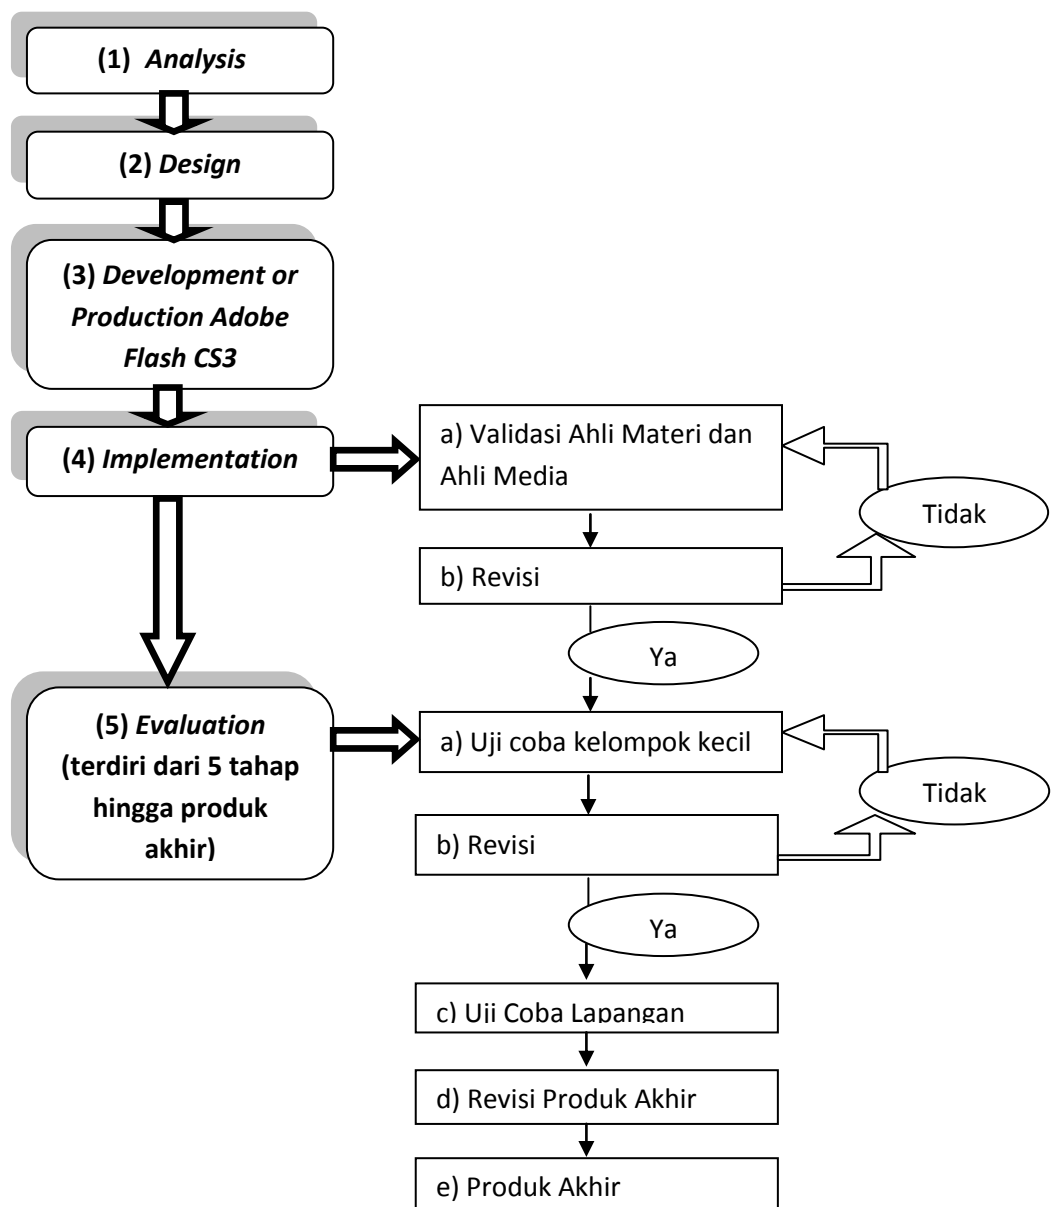 (1) Analysis
(2) Design
(3) Development or
Production Adobe
Flash CS3
(4) Implementation
a) Validasi Ahli Materi dan
Ahli Media
Tidak
b) Revisi
Ya
(5) Evaluation
(terdiri dari 5 tahap
hingga produk
akhir)
a) Uji coba kelompok kecil
Tidak
b) Revisi
Ya
c) Uji Coba Lapangan
d) Revisi Produk Akhir
e) Produk Akhir